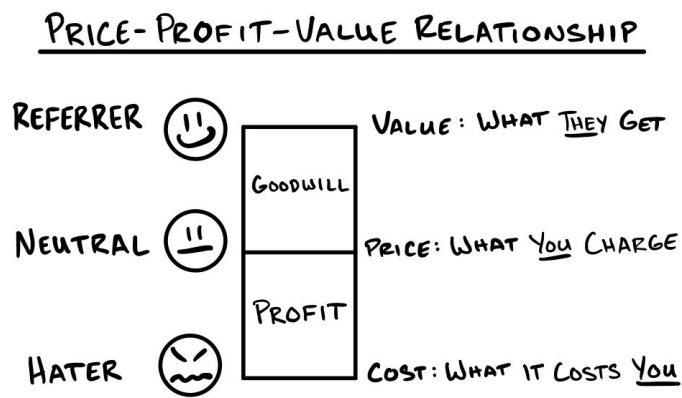 PRICE-PROFIT-VALUE RELATIONSHIP
REFERRER
VALUE: WHAT THEY GET
GOODWILL
NEUTRAL
PRICE: WHAT YOU CHARGE
PROFIT
HATER
COST: WHAT IT COSTS YOU